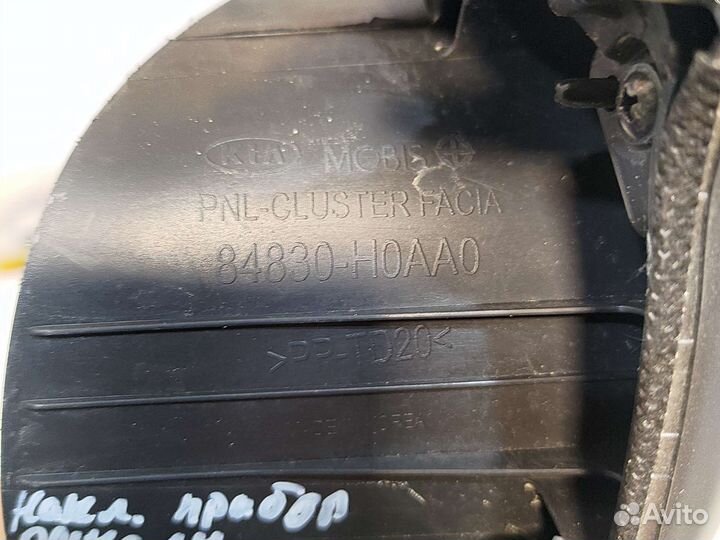 KIA MOBIS
PNL-CLUSTER FACIA
84830-H0AA0
>PP-TD20<
накл. прибор
Avito